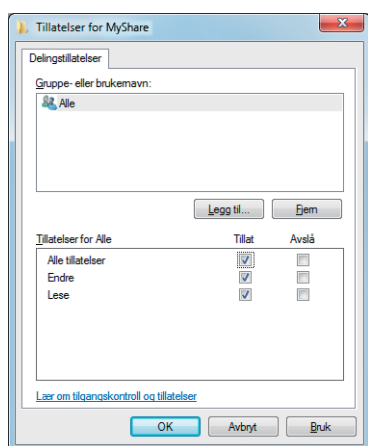 Tillatelser for MyShare
Delingstillatelser
Gruppe- eller brukernavn:
Alle
Legg til...
Fjern
Tillatelser for Alle Tillat Avslå
Alle tillatelser
Endre
Lese
Lær om tilgangskontroll og tillatelser
OK Avbryt Bruk